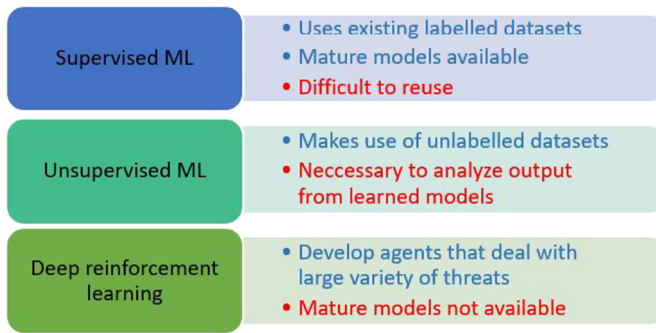 Supervised ML
• Uses existing labelled datasets
• Mature models available
• Difficult to reuse
Unsupervised ML
• Makes use of unlabelled datasets
• Neccessary to analyze output
from learned models
Deep reinforcement
learning
• Develop agents that deal with
large variety of threats
• Mature models not available